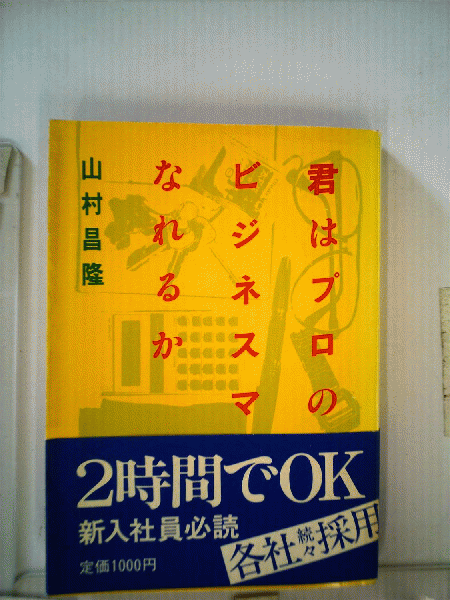 君はプロの
ビジネスマ
なれるか
山村昌隆
2時間でOK
新入社員必読
各社続々採用
定価1000円